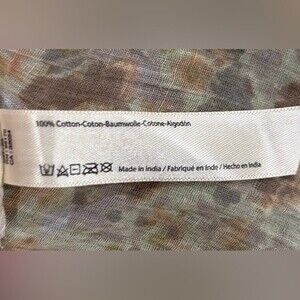 100% Cotton-Coton-Baumwolle-Cotone-Algodón
Made in India / Fabriqué en Inde / Hecho en India